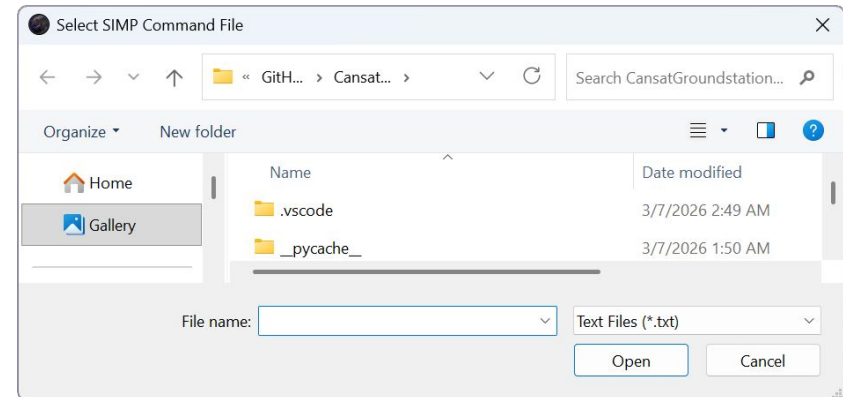 Select SIMP Command File
« GitH... > Cansat... >
Search CansatGroundstation...
Organize
New folder
?
Home
Gallery
Name
Date modified
.vscode
3/7/2026 2:49 AM
__pycache__
3/7/2026 1:50 AM
File name:
Text Files (*.txt)
Open
Cancel